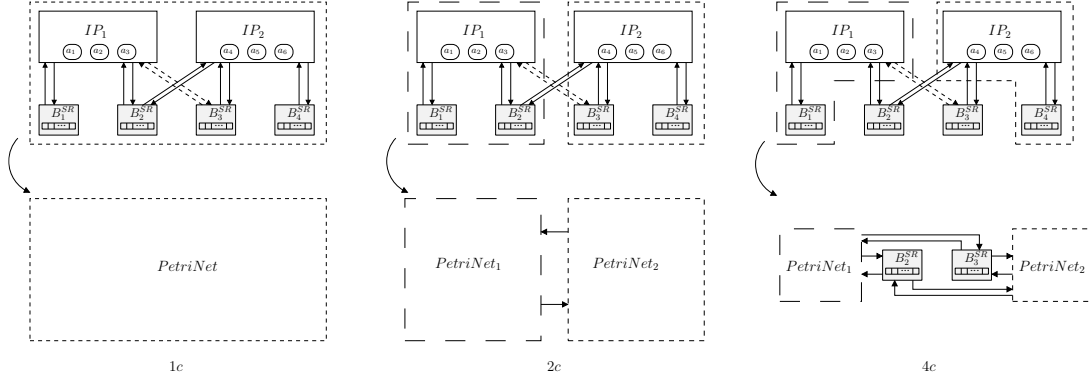 IP₁ IP₂ IP₁ IP₂ IP₁ IP₂
a₁ a₂ a₃ a₄ a₅ a₆ a₁ a₂ a₃ a₄ a₅ a₆ a₁ a₂ a₃ a₄ a₅ a₆
B₁ˢᴿ B₂ˢᴿ B₃ˢᴿ B₄ˢᴿ B₁ˢᴿ B₂ˢᴿ B₃ˢᴿ B₄ˢᴿ B₁ˢᴿ B₂ˢᴿ B₃ˢᴿ B₄ˢᴿ
... ... ... ... ... ... ... ... ... ... ... ...
PetriNet PetriNet₁ PetriNet₂ PetriNet₁ B₂ˢᴿ B₃ˢᴿ PetriNet₂
... ...
1c 2c 4c